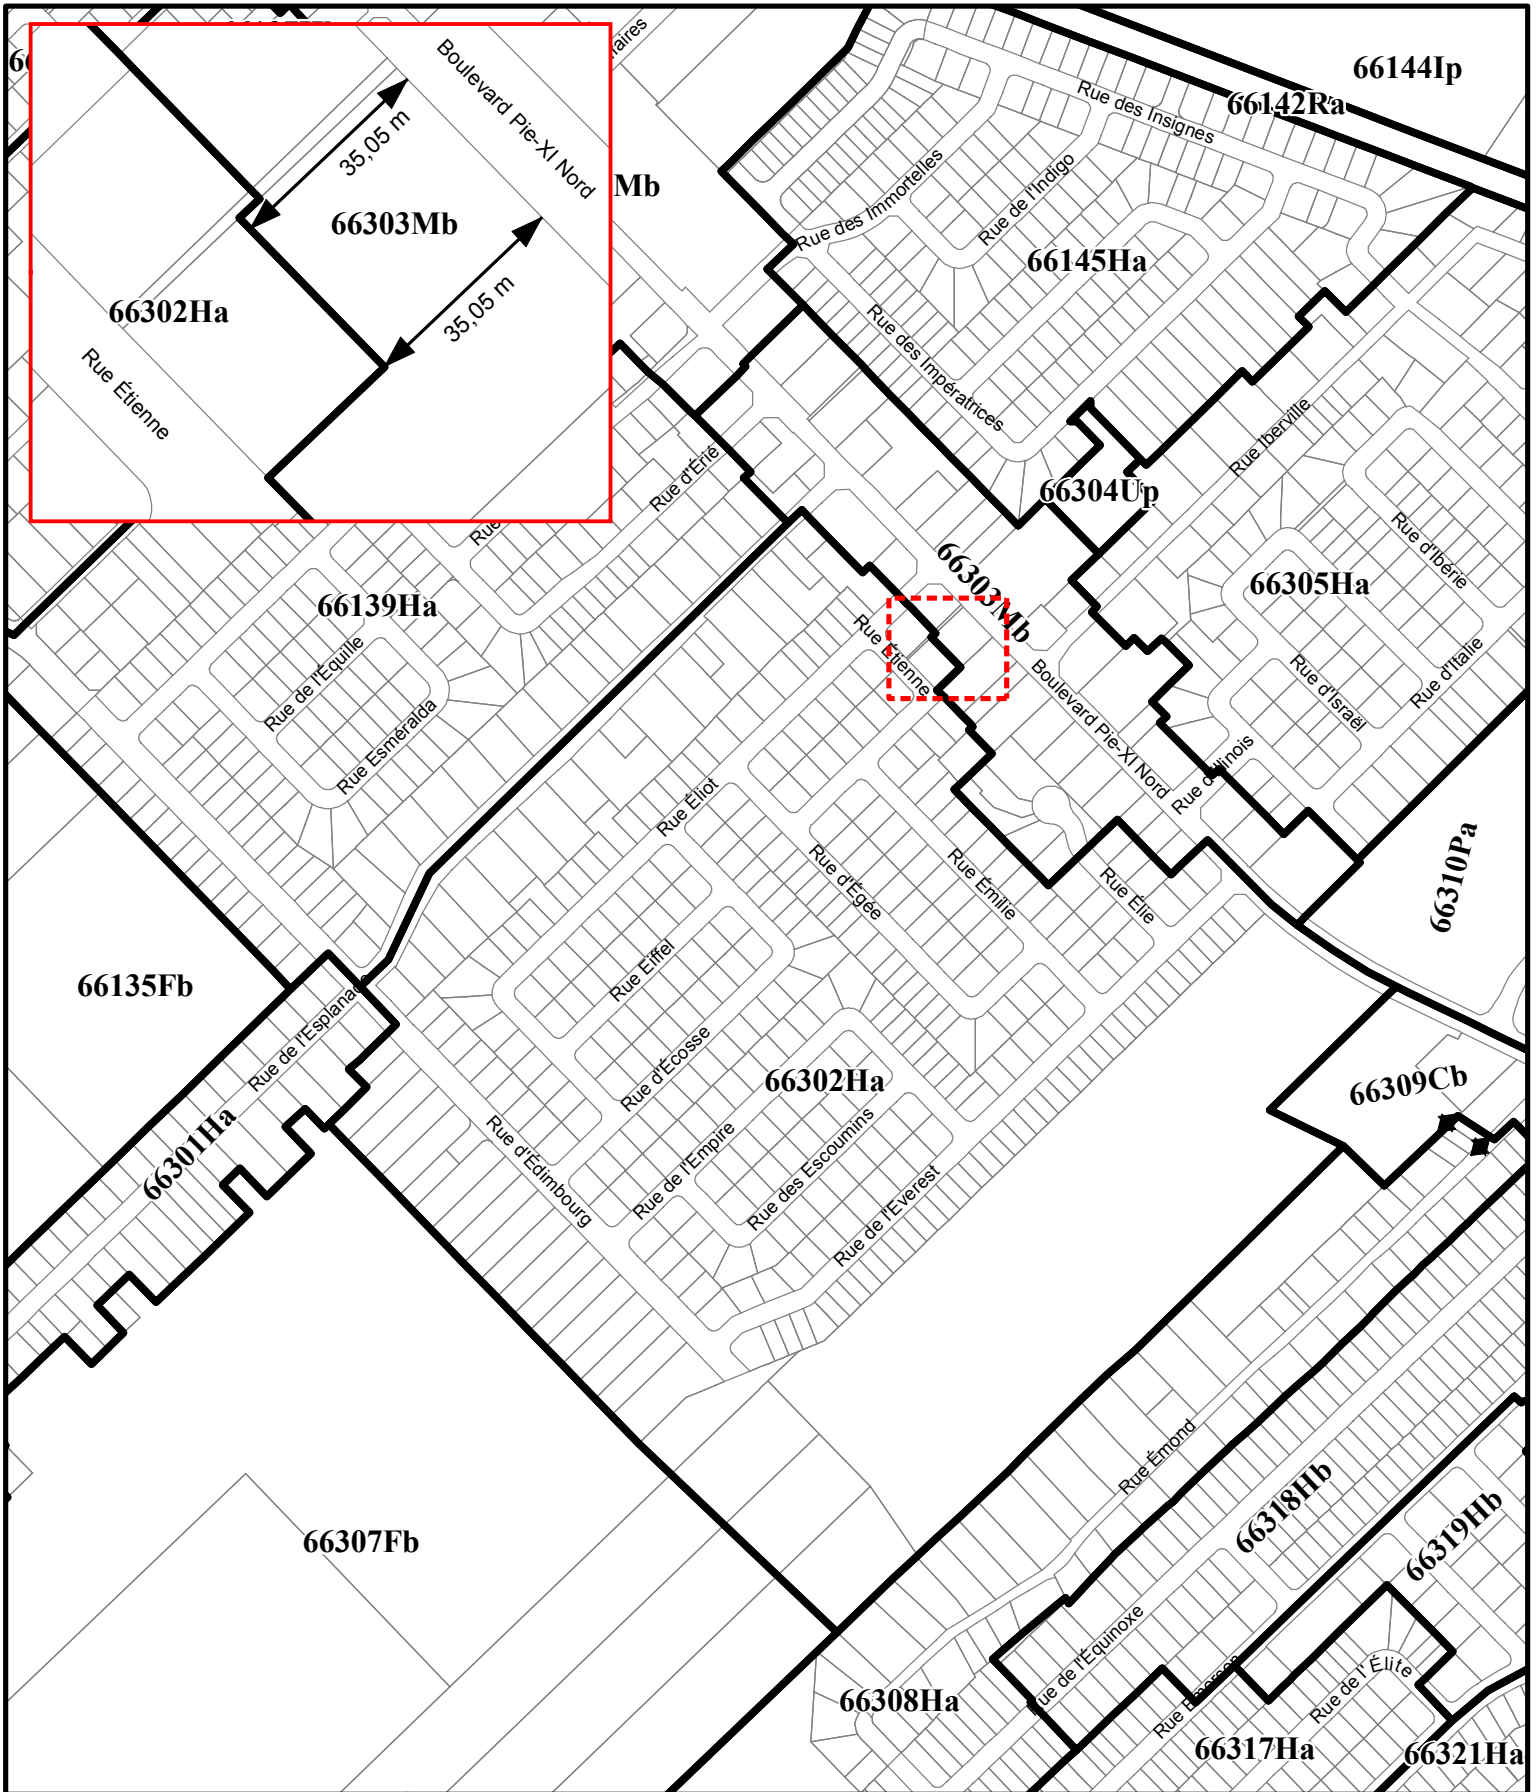 66144Ip
66142Ra
Rue des Insignes
Boulevard Pie-XI Nord
35,05 m
66303Mb
35,05 m
66302Ha
Rue Étienne
Mb
Rue des Immortelles
Rue de l'Indigo
66145Ha
Rue des Impératrices
Rue Iberville
66304Up
Rue d'Érié
Rue
66303Mb
66305Ha
Rue d'Ibérie
66139Ha
Rue de l'Équille
Rue Esméralda
Rue Étienne
Boulevard Pie-XI Nord
Rue d'Israël
Rue d'Italie
Rue d'Ilinois
Rue Éliot
Rue d'Égée
Rue Émilie
Rue Élie
66310Pa
Rue Eiffel
66135Fb
Rue de l'Esplanade
Rue d'Écosse
66302Ha
66309Cb
66301Ha
Rue d'Édimbourg
Rue de l'Empire
Rue des Escoumins
Rue de l'Everest
Rue Émond
66307Fb
66318Hb
66319Hb
66308Ha
Rue de l'Équinoxe
Rue Emerson
Rue de l'Élite
66317Ha
66321Ha